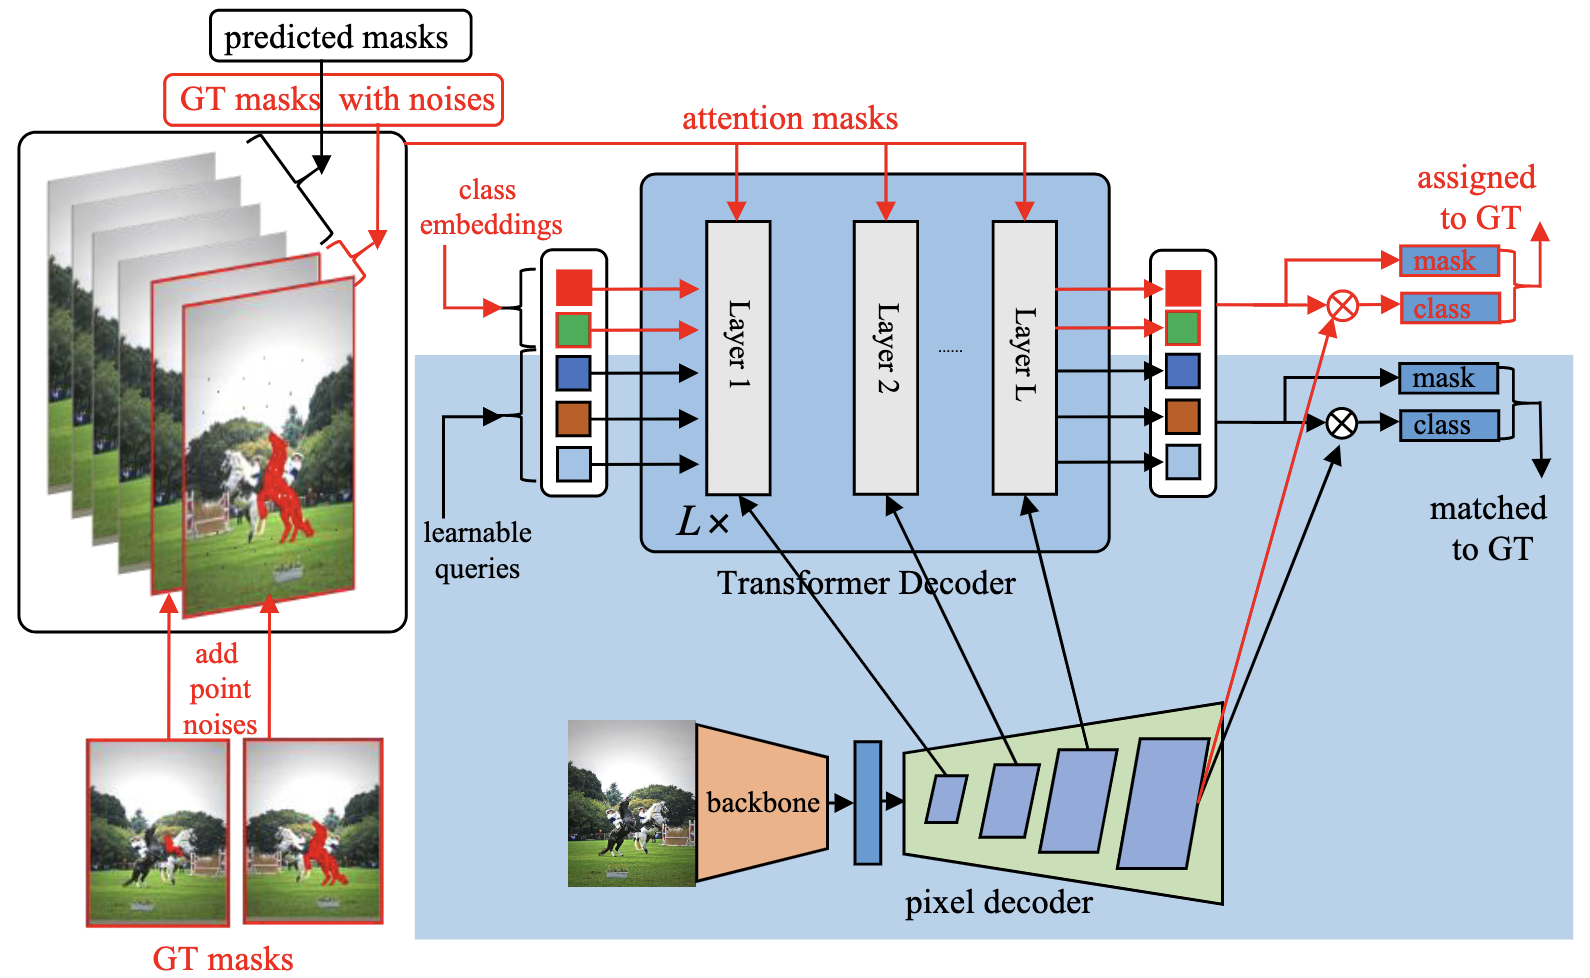 predicted masks
GT masks with noises
attention masks
class
embeddings
assigned
to GT
mask
class
Layer 1
Layer 2
......
Layer L
mask
class
learnable
queries
L ×
matched
to GT
Transformer Decoder
add
point
noises
backbone
pixel decoder
GT masks